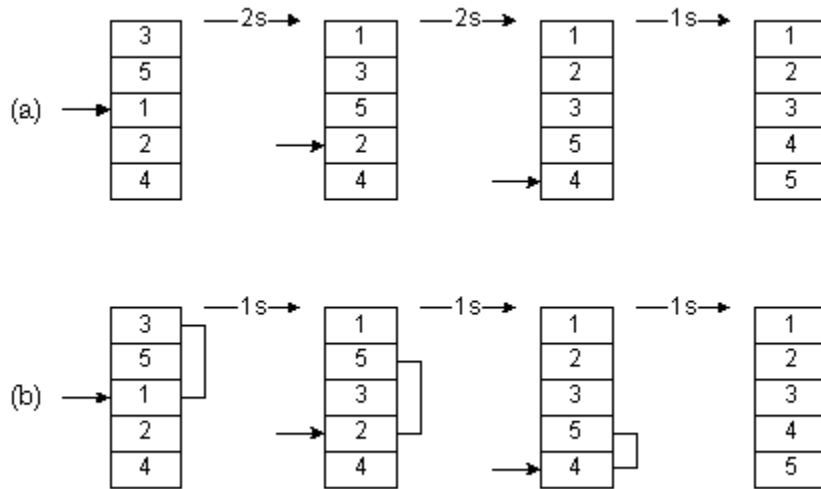 3 2s 1 2s 1 1s 1
5 3 2 2
(a) 1 5 3 3
2 2 5 4
4 4 4 5
3 1s 1 1s 1 1s 1
5 5 2 2
(b) 1 3 3 3
2 2 5 4
4 4 4 5